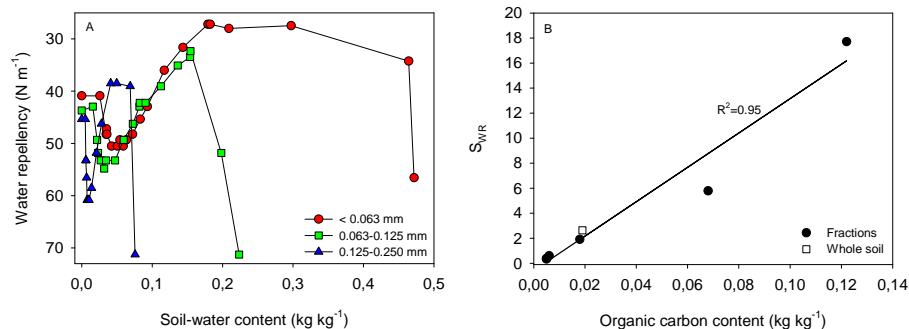 A
Water repellency (N m⁻¹)
30
40
50
60
70
0,0 0,1 0,2 0,3 0,4 0,5
Soil-water content (kg kg⁻¹)
< 0.063 mm
0.063-0.125 mm
0.125-0.250 mm
B
S_WR
20
18
16
14
12
10
8
6
4
2
0
R²=0.95
Fractions
Whole soil
0,00 0,02 0,04 0,06 0,08 0,10 0,12 0,14
Organic carbon content (kg kg⁻¹)